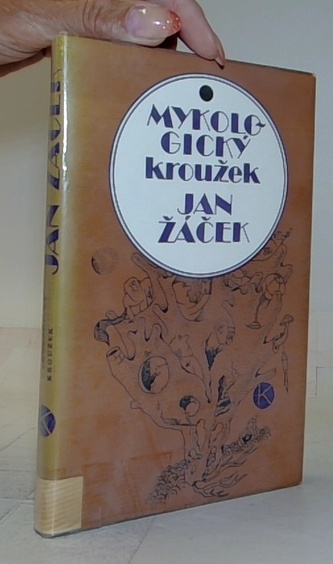 MYKOLO-
GICKÝ
kroužek
JAN
ŽÁČEK
K
JAN ŽÁČEK
KROUŽEK
K